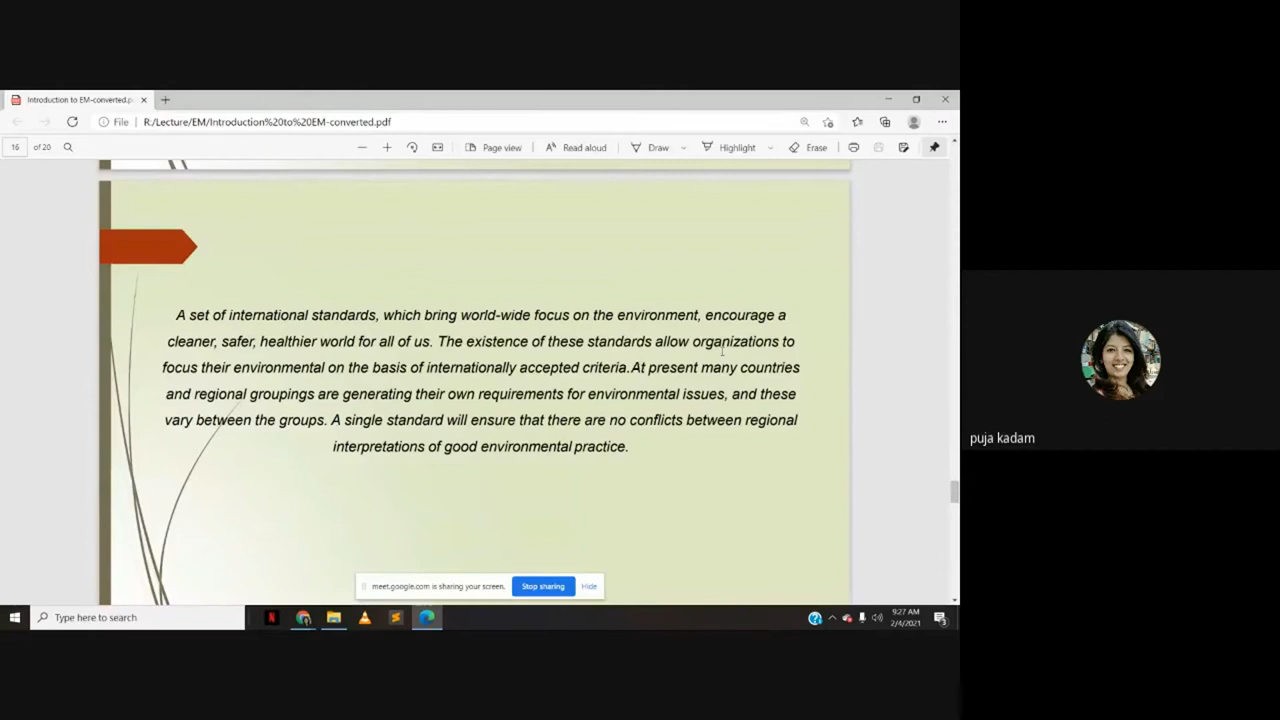 Introduction to EM-converted.p
File
R:/Lecture/EM/Introduction%20to%20EM-converted.pdf
16 of 20
Page view
Read aloud
Draw
Highlight
Erase
A set of international standards, which bring world-wide focus on the environment, encourage a
cleaner, safer, healthier world for all of us. The existence of these standards allow organizations to
focus their environmental on the basis of internationally accepted criteria.At present many countries
and regional groupings are generating their own requirements for environmental issues, and these
vary between the groups. A single standard will ensure that there are no conflicts between regional
interpretations of good environmental practice.
puja kadam
meet.google.com is sharing your screen.
Stop sharing
Hide
Type here to search
9:27 AM
2/4/2021
3